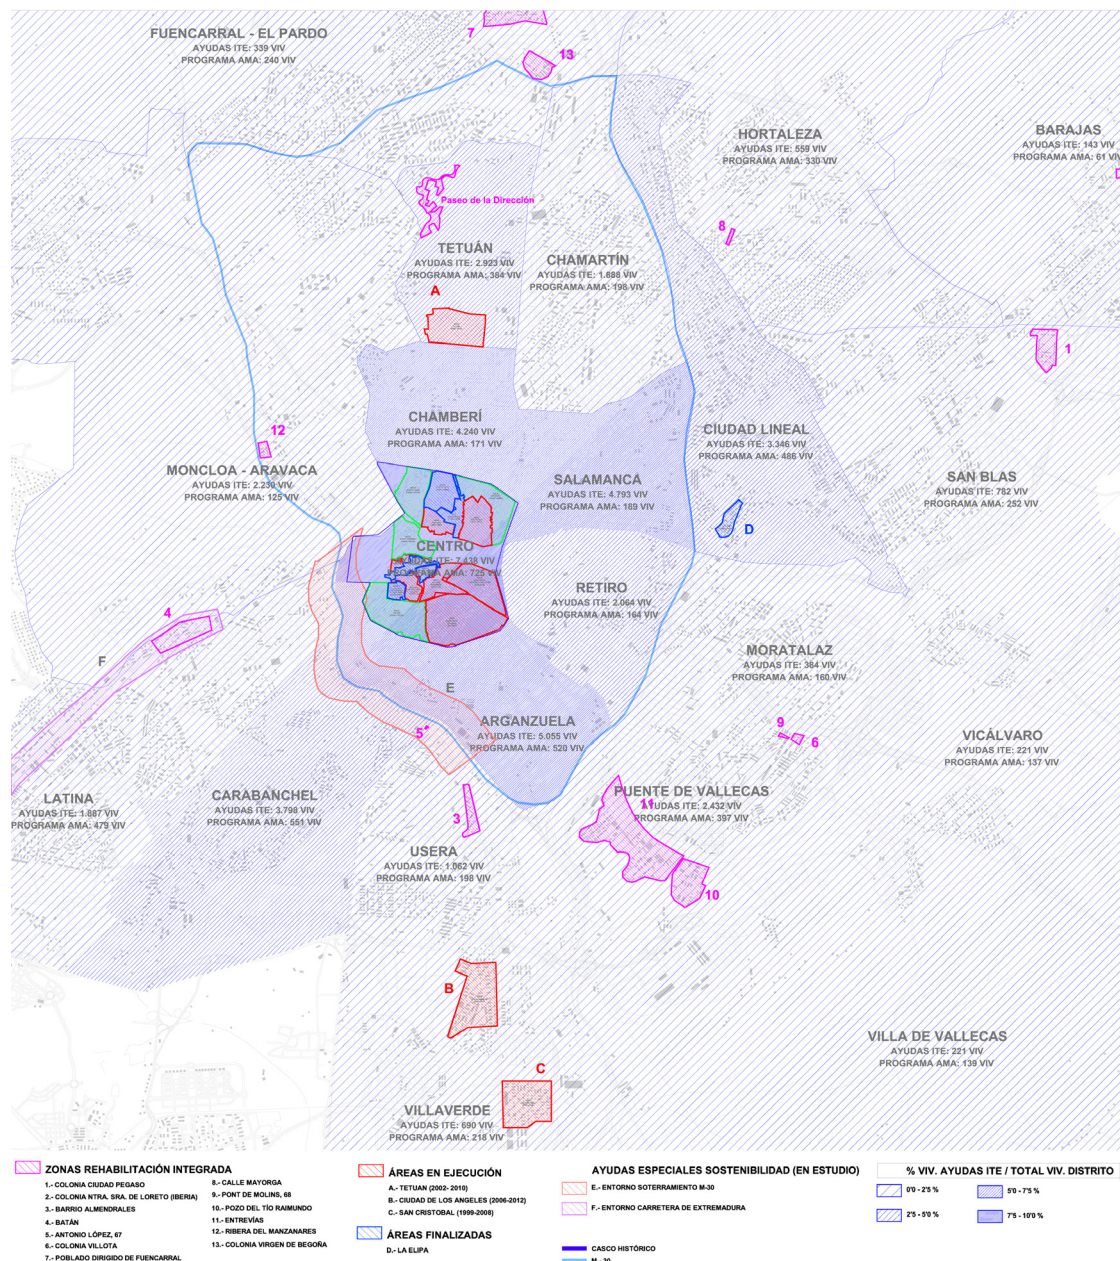 FUENCARRAL - EL PARDO
AYUDAS ITE: 339 VIV
PROGRAMA AMA: 240 VIV
7
13
HORTALEZA
AYUDAS ITE: 559 VIV
PROGRAMA AMA: 330 VIV
BARAJAS
AYUDAS ITE: 143 VIV
PROGRAMA AMA: 61 VIV
Paseo de la Dirección
8
TETUÁN
AYUDAS ITE: 2.923 VIV
PROGRAMA AMA: 384 VIV
CHAMARTÍN
AYUDAS ITE: 1.888 VIV
PROGRAMA AMA: 198 VIV
A
1
CHAMBERÍ
AYUDAS ITE: 4.240 VIV
PROGRAMA AMA: 171 VIV
12
CIUDAD LINEAL
AYUDAS ITE: 3.346 VIV
PROGRAMA AMA: 486 VIV
MONCLOA - ARAVACA
AYUDAS ITE: 2.230 VIV
PROGRAMA AMA: 125 VIV
SALAMANCA
AYUDAS ITE: 4.793 VIV
PROGRAMA AMA: 189 VIV
SAN BLAS
AYUDAS ITE: 782 VIV
PROGRAMA AMA: 252 VIV
D
CENTRO
AYUDAS ITE: 7.438 VIV
PROGRAMA AMA: 725 VIV
RETIRO
AYUDAS ITE: 2.064 VIV
PROGRAMA AMA: 164 VIV
4
F
MORATALAZ
AYUDAS ITE: 384 VIV
PROGRAMA AMA: 160 VIV
E
5
ARGANZUELA
AYUDAS ITE: 5.055 VIV
PROGRAMA AMA: 520 VIV
9
6
VICÁLVARO
AYUDAS ITE: 221 VIV
PROGRAMA AMA: 137 VIV
LATINA
AYUDAS ITE: 1.887 VIV
PROGRAMA AMA: 479 VIV
CARABANCHEL
AYUDAS ITE: 3.798 VIV
PROGRAMA AMA: 551 VIV
PUENTE DE VALLECAS
AYUDAS ITE: 2.432 VIV
PROGRAMA AMA: 397 VIV
11
3
USERA
AYUDAS ITE: 1.062 VIV
PROGRAMA AMA: 198 VIV
10
B
VILLA DE VALLECAS
AYUDAS ITE: 221 VIV
PROGRAMA AMA: 139 VIV
C
VILLAVERDE
AYUDAS ITE: 690 VIV
PROGRAMA AMA: 218 VIV
ZONAS REHABILITACIÓN INTEGRADA
1.- COLONIA CIUDAD PEGASO
2.- COLONIA NTRA. SRA. DE LORETO (IBERIA)
3.- BARRIO ALMENDRALES
4.- BATÁN
5.- ANTONIO LÓPEZ, 67
6.- COLONIA VILLOTA
7.- POBLADO DIRIGIDO DE FUENCARRAL
8.- CALLE MAYORGA
9.- PONT DE MOLINS, 68
10.- POZO DEL TÍO RAIMUNDO
11.- ENTREVÍAS
12.- RIBERA DEL MANZANARES
13.- COLONIA VIRGEN DE BEGOÑA
ÁREAS EN EJECUCIÓN
A.- TETUAN (2002- 2010)
B.- CIUDAD DE LOS ANGELES (2006-2012)
C.- SAN CRISTOBAL (1999-2008)
ÁREAS FINALIZADAS
D.- LA ELIPA
AYUDAS ESPECIALES SOSTENIBILIDAD (EN ESTUDIO)
E.- ENTORNO SOTERRAMIENTO M-30
F.- ENTORNO CARRETERA DE EXTREMADURA
CASCO HISTÓRICO
M - 30
% VIV. AYUDAS ITE / TOTAL VIV. DISTRITO
0'0 - 2'5 %
2'5 - 5'0 %
5'0 - 7'5 %
7'5 - 10'0 %